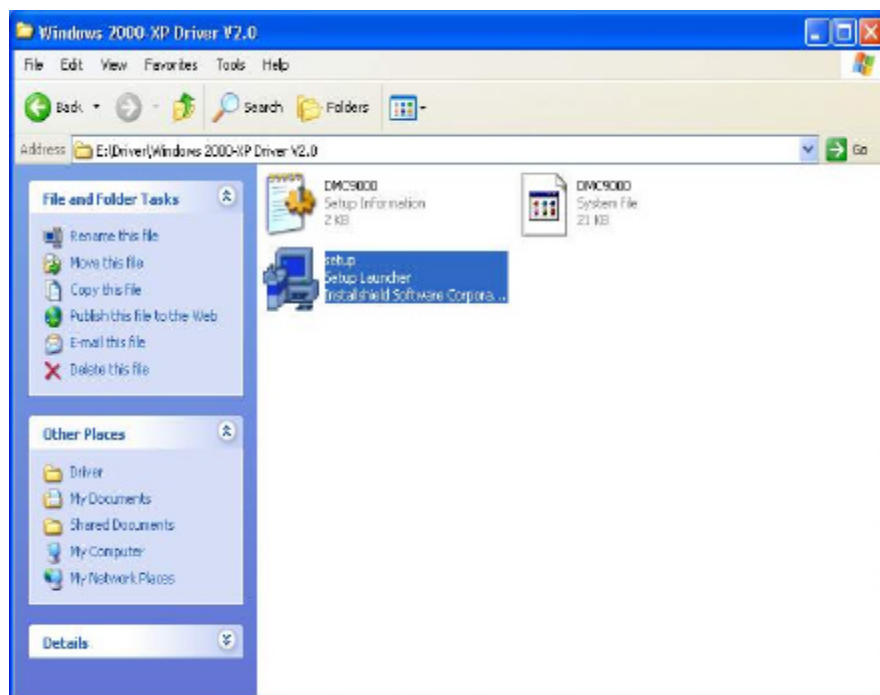 Windows 2000-XP Driver V2.0
File Edit View Favorites Tools Help
Back Search Folders
Address E:\Driver\Windows 2000-XP Driver V2.0 Go
File and Folder Tasks
Rename this file
Move this file
Copy this file
Publish this file to the Web
E-mail this file
Delete this file
Other Places
Driver
My Documents
Shared Documents
My Computer
My Network Places
Details
DMC9000
Setup Information
2 KB
DMC9000
System file
21 KB
setup
Setup Launcher
InstallShield Software Corpora...